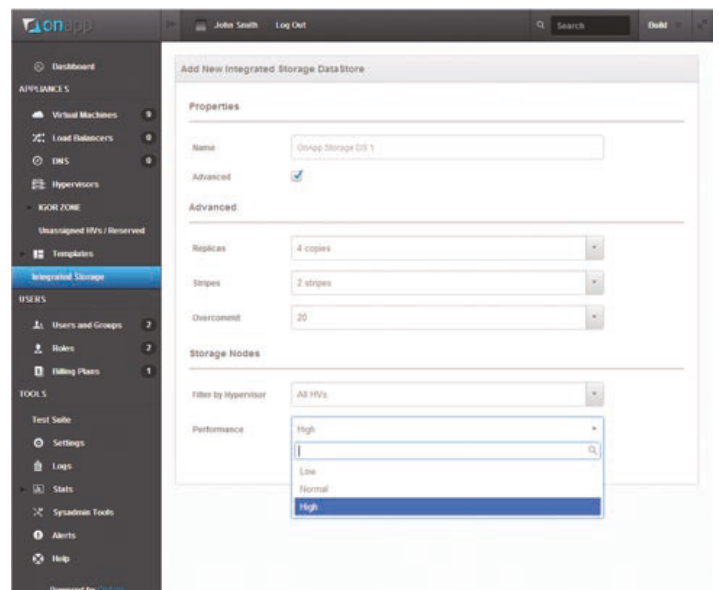 onapp
John Smith Log Out Search Build
Dashboard
APPLIANCES
Virtual Machines 9
Load Balancers 0
DNS 0
Hypervisors
IGOR ZONE
Unassigned HVs / Reserved
Templates
Integrated Storage
USERS
Users and Groups 2
Roles 2
Billing Plans 1
TOOLS
Test Suite
Settings
Logs
Stats
Sysadmin Tools
Alerts
Help
Powered by OnApp
Add New Integrated Storage DataStore
Properties
Name OnApp Storage DS 1
Advanced
Advanced
Replicas 4 copies
Stripes 2 stripes
Overcommit 20
Storage Nodes
Filter by Hypervisor All HVs
Performance High
Low
Normal
High